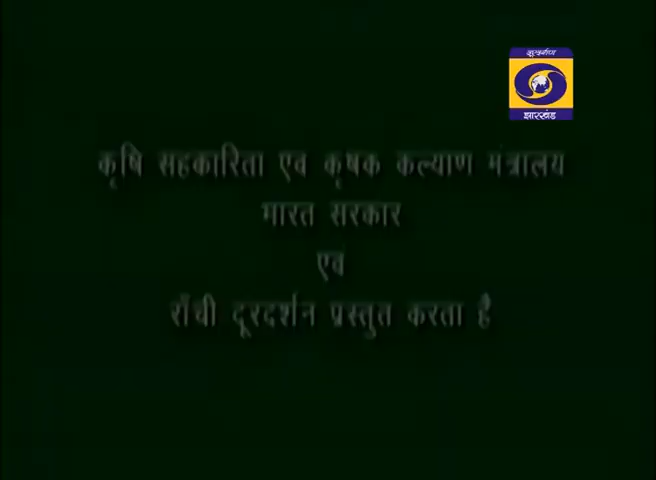 दूरदर्शन
झारखंड
कृषि सहकारिता एवं कृषक कल्याण मंत्रालय
भारत सरकार
एवं
राँची दूरदर्शन प्रस्तुत करता है